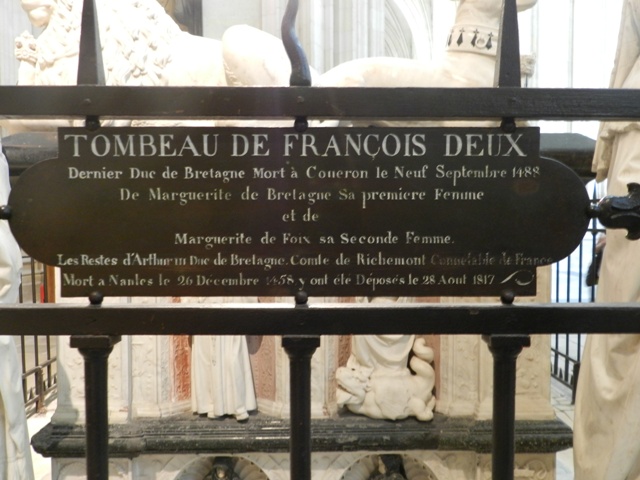 TOMBEAU DE FRANÇOIS DEUX
Dernier Duc de Bretagne Mort à Coueron le Neuf Septembre 1488
De Marguerite de Bretagne Sa premiere Femme
et de
Marguerite de Foix sa Seconde Femme.
Les Restes d'Arthur III Duc de Bretagne. Comte de Richemont Connetable de France
Mort a Nantes le 26 Decembre 1458. y ont été Déposés le 28 Aout 1817